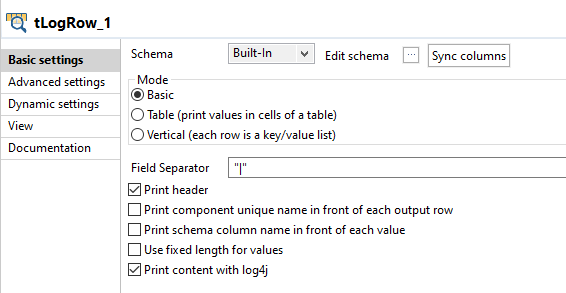 tLogRow_1
Basic settings
Advanced settings
Dynamic settings
View
Documentation
Schema Built-In Edit schema ... Sync columns
Mode
Basic
Table (print values in cells of a table)
Vertical (each row is a key/value list)
Field Separator "|"
Print header
Print component unique name in front of each output row
Print schema column name in front of each value
Use fixed length for values
Print content with log4j